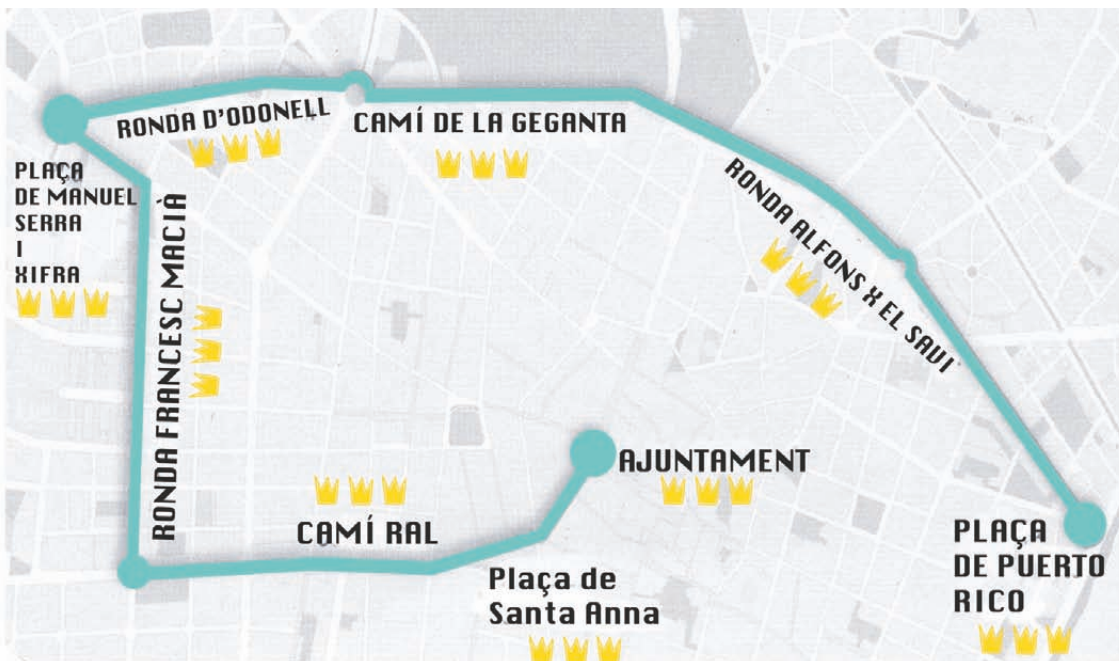 RONDA D'ODONELL
CAMÍ DE LA GEGANTA
PLAÇA
DE MANUEL
SERRA
I
XIFRA
RONDA FRANCESC MACIÀ
RONDA ALFONS X EL SAVI
AJUNTAMENT
CAMÍ RAL
Plaça de
Santa Anna
PLAÇA
DE PUERTO
RICO